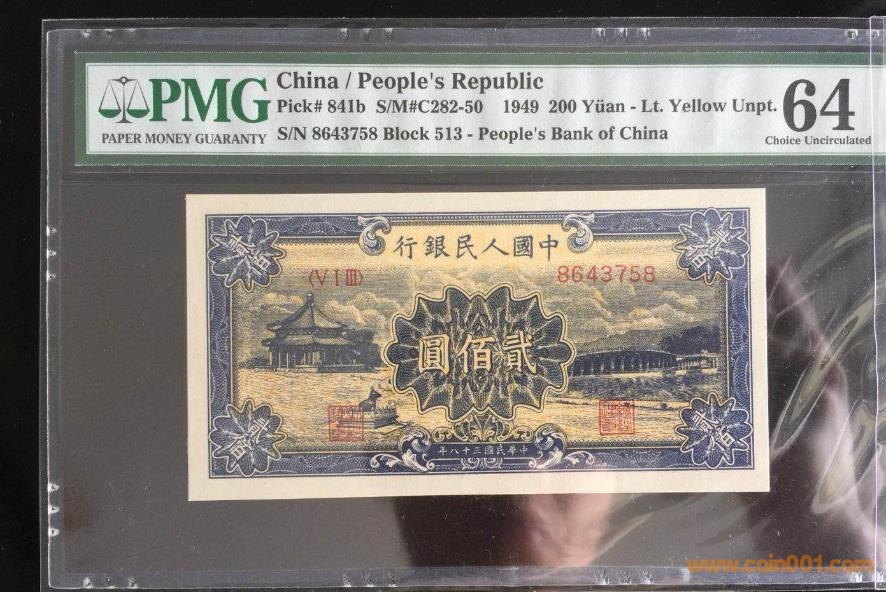 PMG
PAPER MONEY GUARANTY
China / People's Republic
Pick# 841b S/M#C282-50 1949 200 Yüan - Lt. Yellow Unpt.
S/N 8643758 Block 513 - People's Bank of China
64
Choice Uncirculated
行銀民人國中
(V I III) 8643758
圓佰貳
年八十三國民華中
www.coin001.com